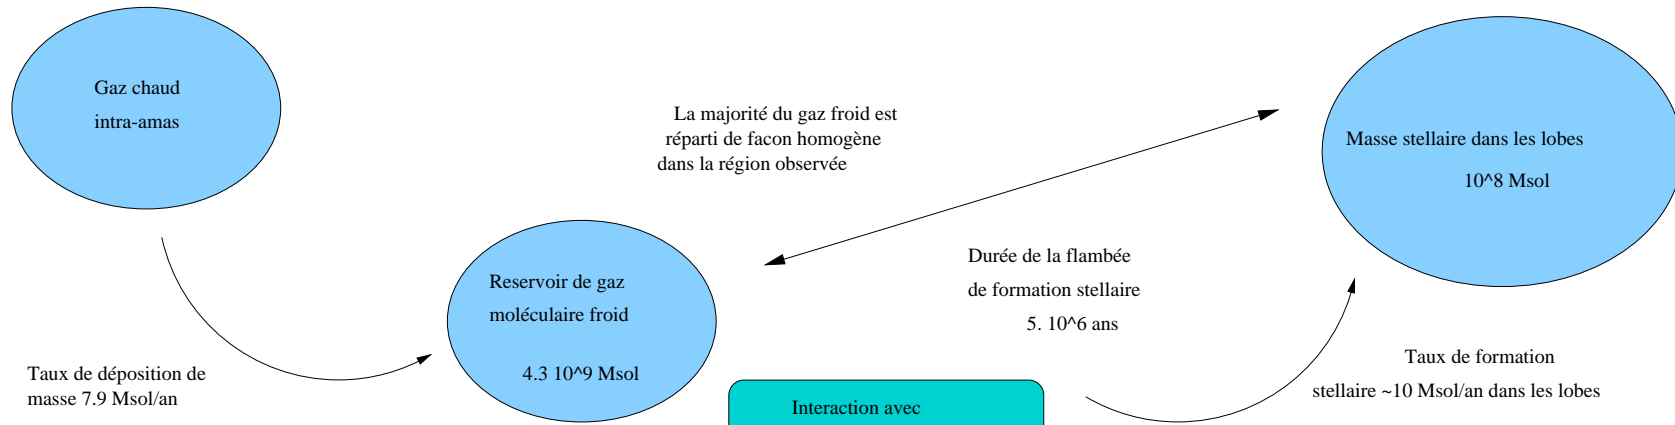 Gaz chaud
intra-amas
La majorité du gaz froid est
réparti de facon homogène
dans la région observée
Masse stellaire dans les lobes
10^8 Msol
Reservoir de gaz
moléculaire froid
4.3 10^9 Msol
Durée de la flambée
de formation stellaire
5. 10^6 ans
Taux de déposition de
masse 7.9 Msol/an
Interaction avec
Taux de formation
stellaire ~10 Msol/an dans les lobes